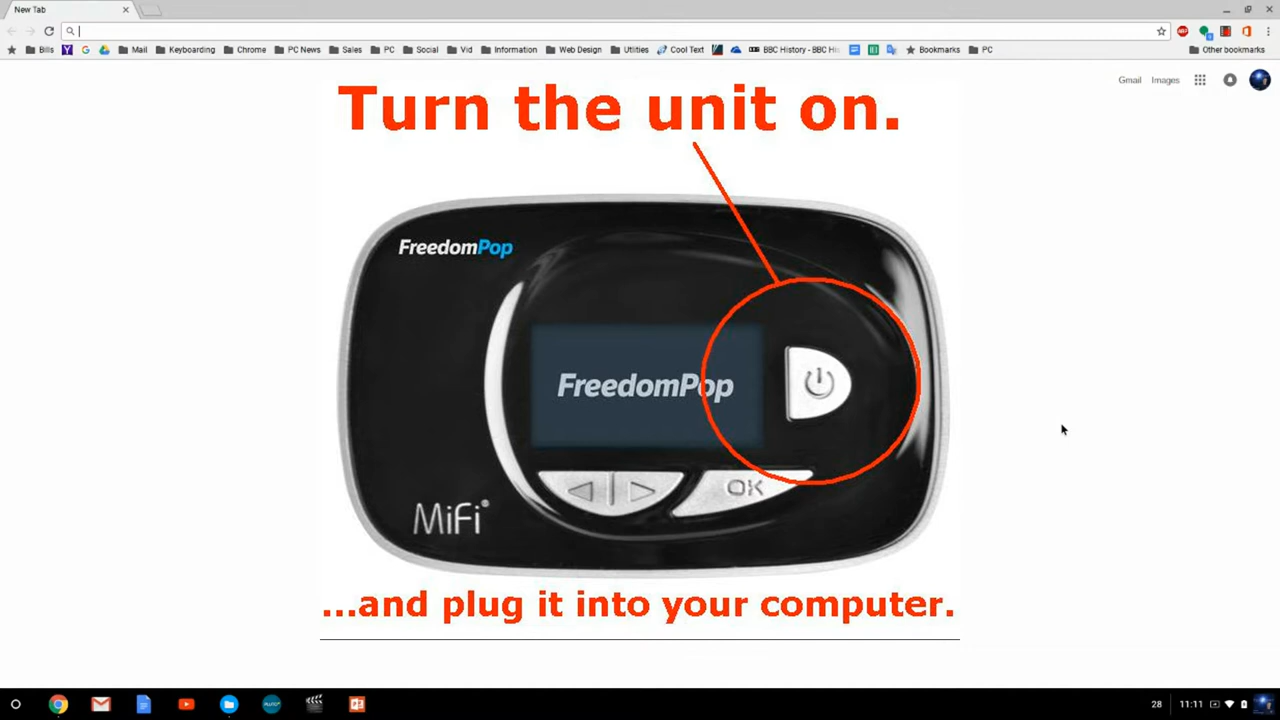 New Tab
Bills
Mail
Keyboarding
Chrome
PC News
Sales
PC
Social
Vid
Information
Web Design
Utilties
Cool Text
BBC History - BBC Hi
Bookmarks
PC
Other bookmarks
Gmail
Images
Turn the unit on.
FreedomPop
FreedomPop
OK
MiFi®
...and plug it into your computer.
28
11:11